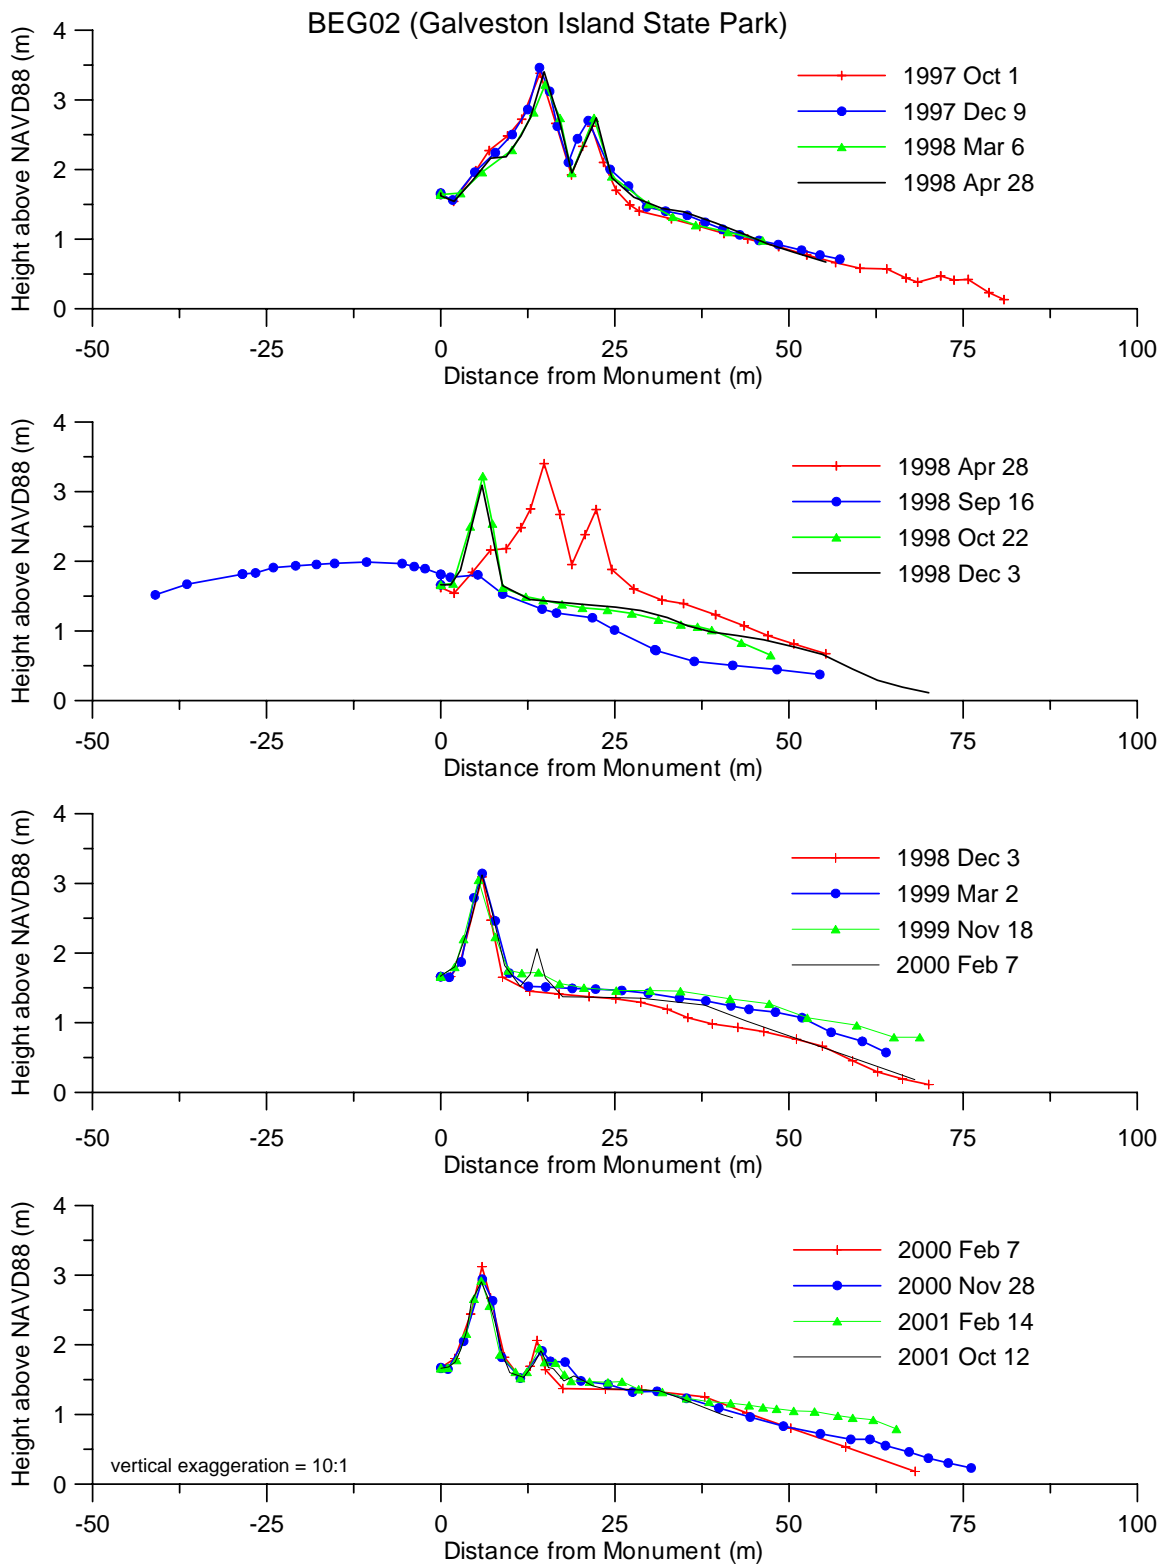 BEG02 (Galveston Island State Park)
Height above NAVD88 (m)
4
3
2
1
0
1997 Oct 1
1997 Dec 9
1998 Mar 6
1998 Apr 28
-50 -25 0 25 50 75 100
Distance from Monument (m)
Height above NAVD88 (m)
4
3
2
1
0
1998 Apr 28
1998 Sep 16
1998 Oct 22
1998 Dec 3
-50 -25 0 25 50 75 100
Distance from Monument (m)
Height above NAVD88 (m)
4
3
2
1
0
1998 Dec 3
1999 Mar 2
1999 Nov 18
2000 Feb 7
-50 -25 0 25 50 75 100
Distance from Monument (m)
Height above NAVD88 (m)
4
3
2
1
0
2000 Feb 7
2000 Nov 28
2001 Feb 14
2001 Oct 12
vertical exaggeration = 10:1
-50 -25 0 25 50 75 100
Distance from Monument (m)